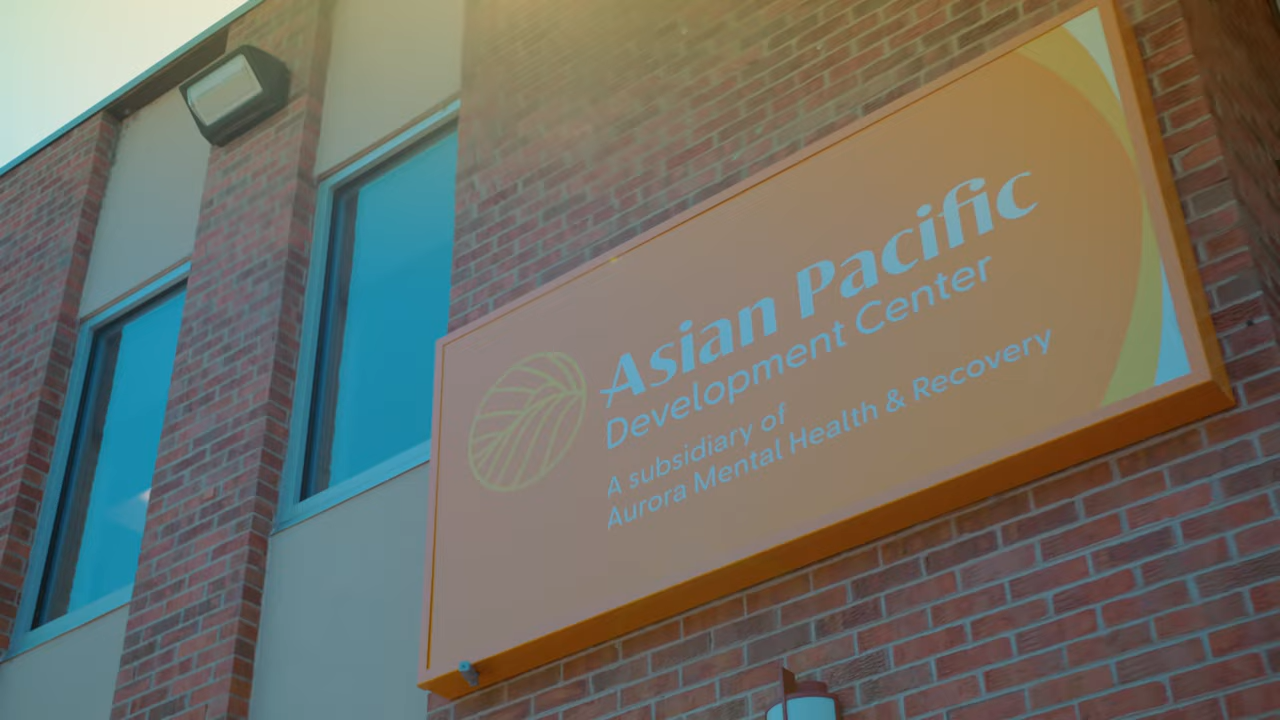 Asian Pacific
Development Center
A subsidiary of
Aurora Mental Health & Recovery